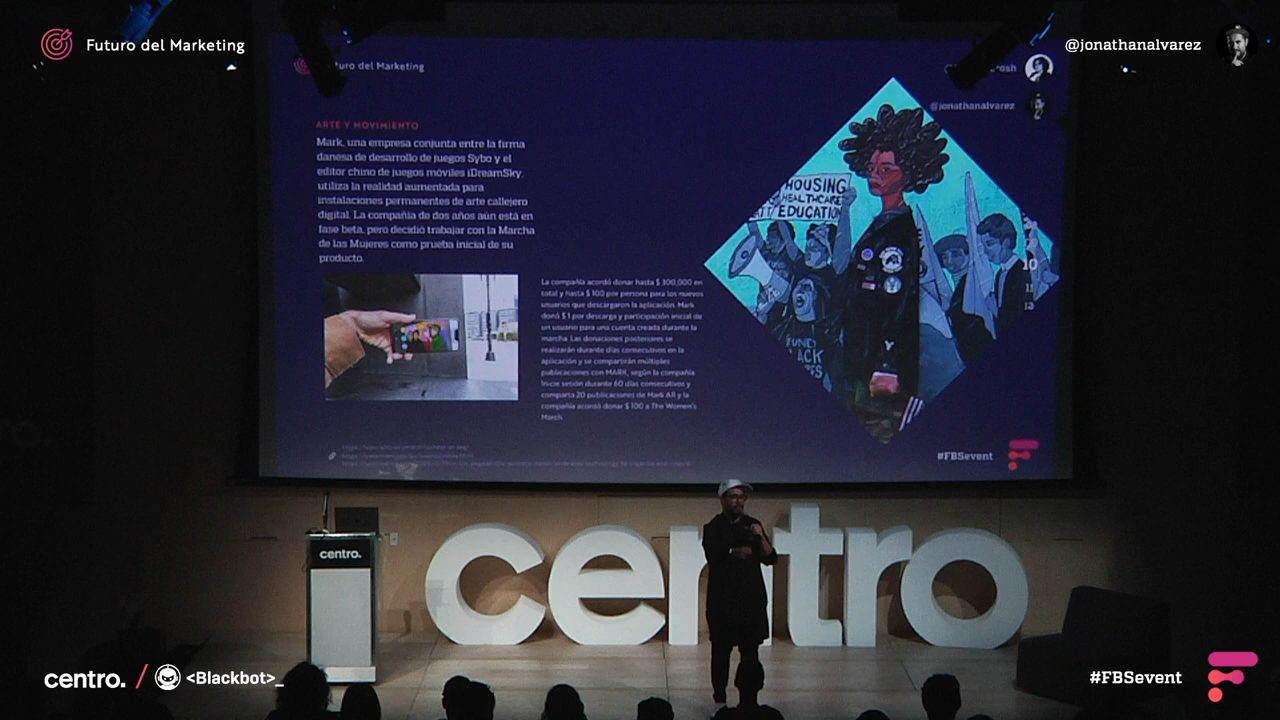 Futuro del Marketing
@jonathanalvarez
uro del Marketing
osh
@jonathanalvarez
ARTE Y MOVIMIENTO
Mark, una empresa conjunta entre la firma
danesa de desarrollo de juegos Sybo y el
editor chino de juegos móviles iDreamSky,
utiliza la realidad aumentada para
instalaciones permanentes de arte callejero
digital. La compañía de dos años aún está en
fase beta, pero decidió trabajar con la Marcha
de las Mujeres como prueba inicial de su
producto.
HOUSING
HEALTHCARE
EDUCATION
10
11
12
La compañía acordó donar hasta $ 300,000 en
total y hasta $ 100 por persona para los nuevos
usuarios que descargaron la aplicación. Mark
donó $ 1 por descarga y participación inicial de
un usuario para una cuenta creada durante la
marcha. Las donaciones posteriores se
realizarán durante días consecutivos en la
aplicación y se compartirán múltiples
publicaciones con MARK, según la compañía.
Inicie sesión durante 60 días consecutivos y
comparta 20 publicaciones de Mark AR y la
compañía acordó donar $ 100 a The Women's
March.
#FBSevent
centro.
centro
centro. / <Blackbot>_
#FBSevent